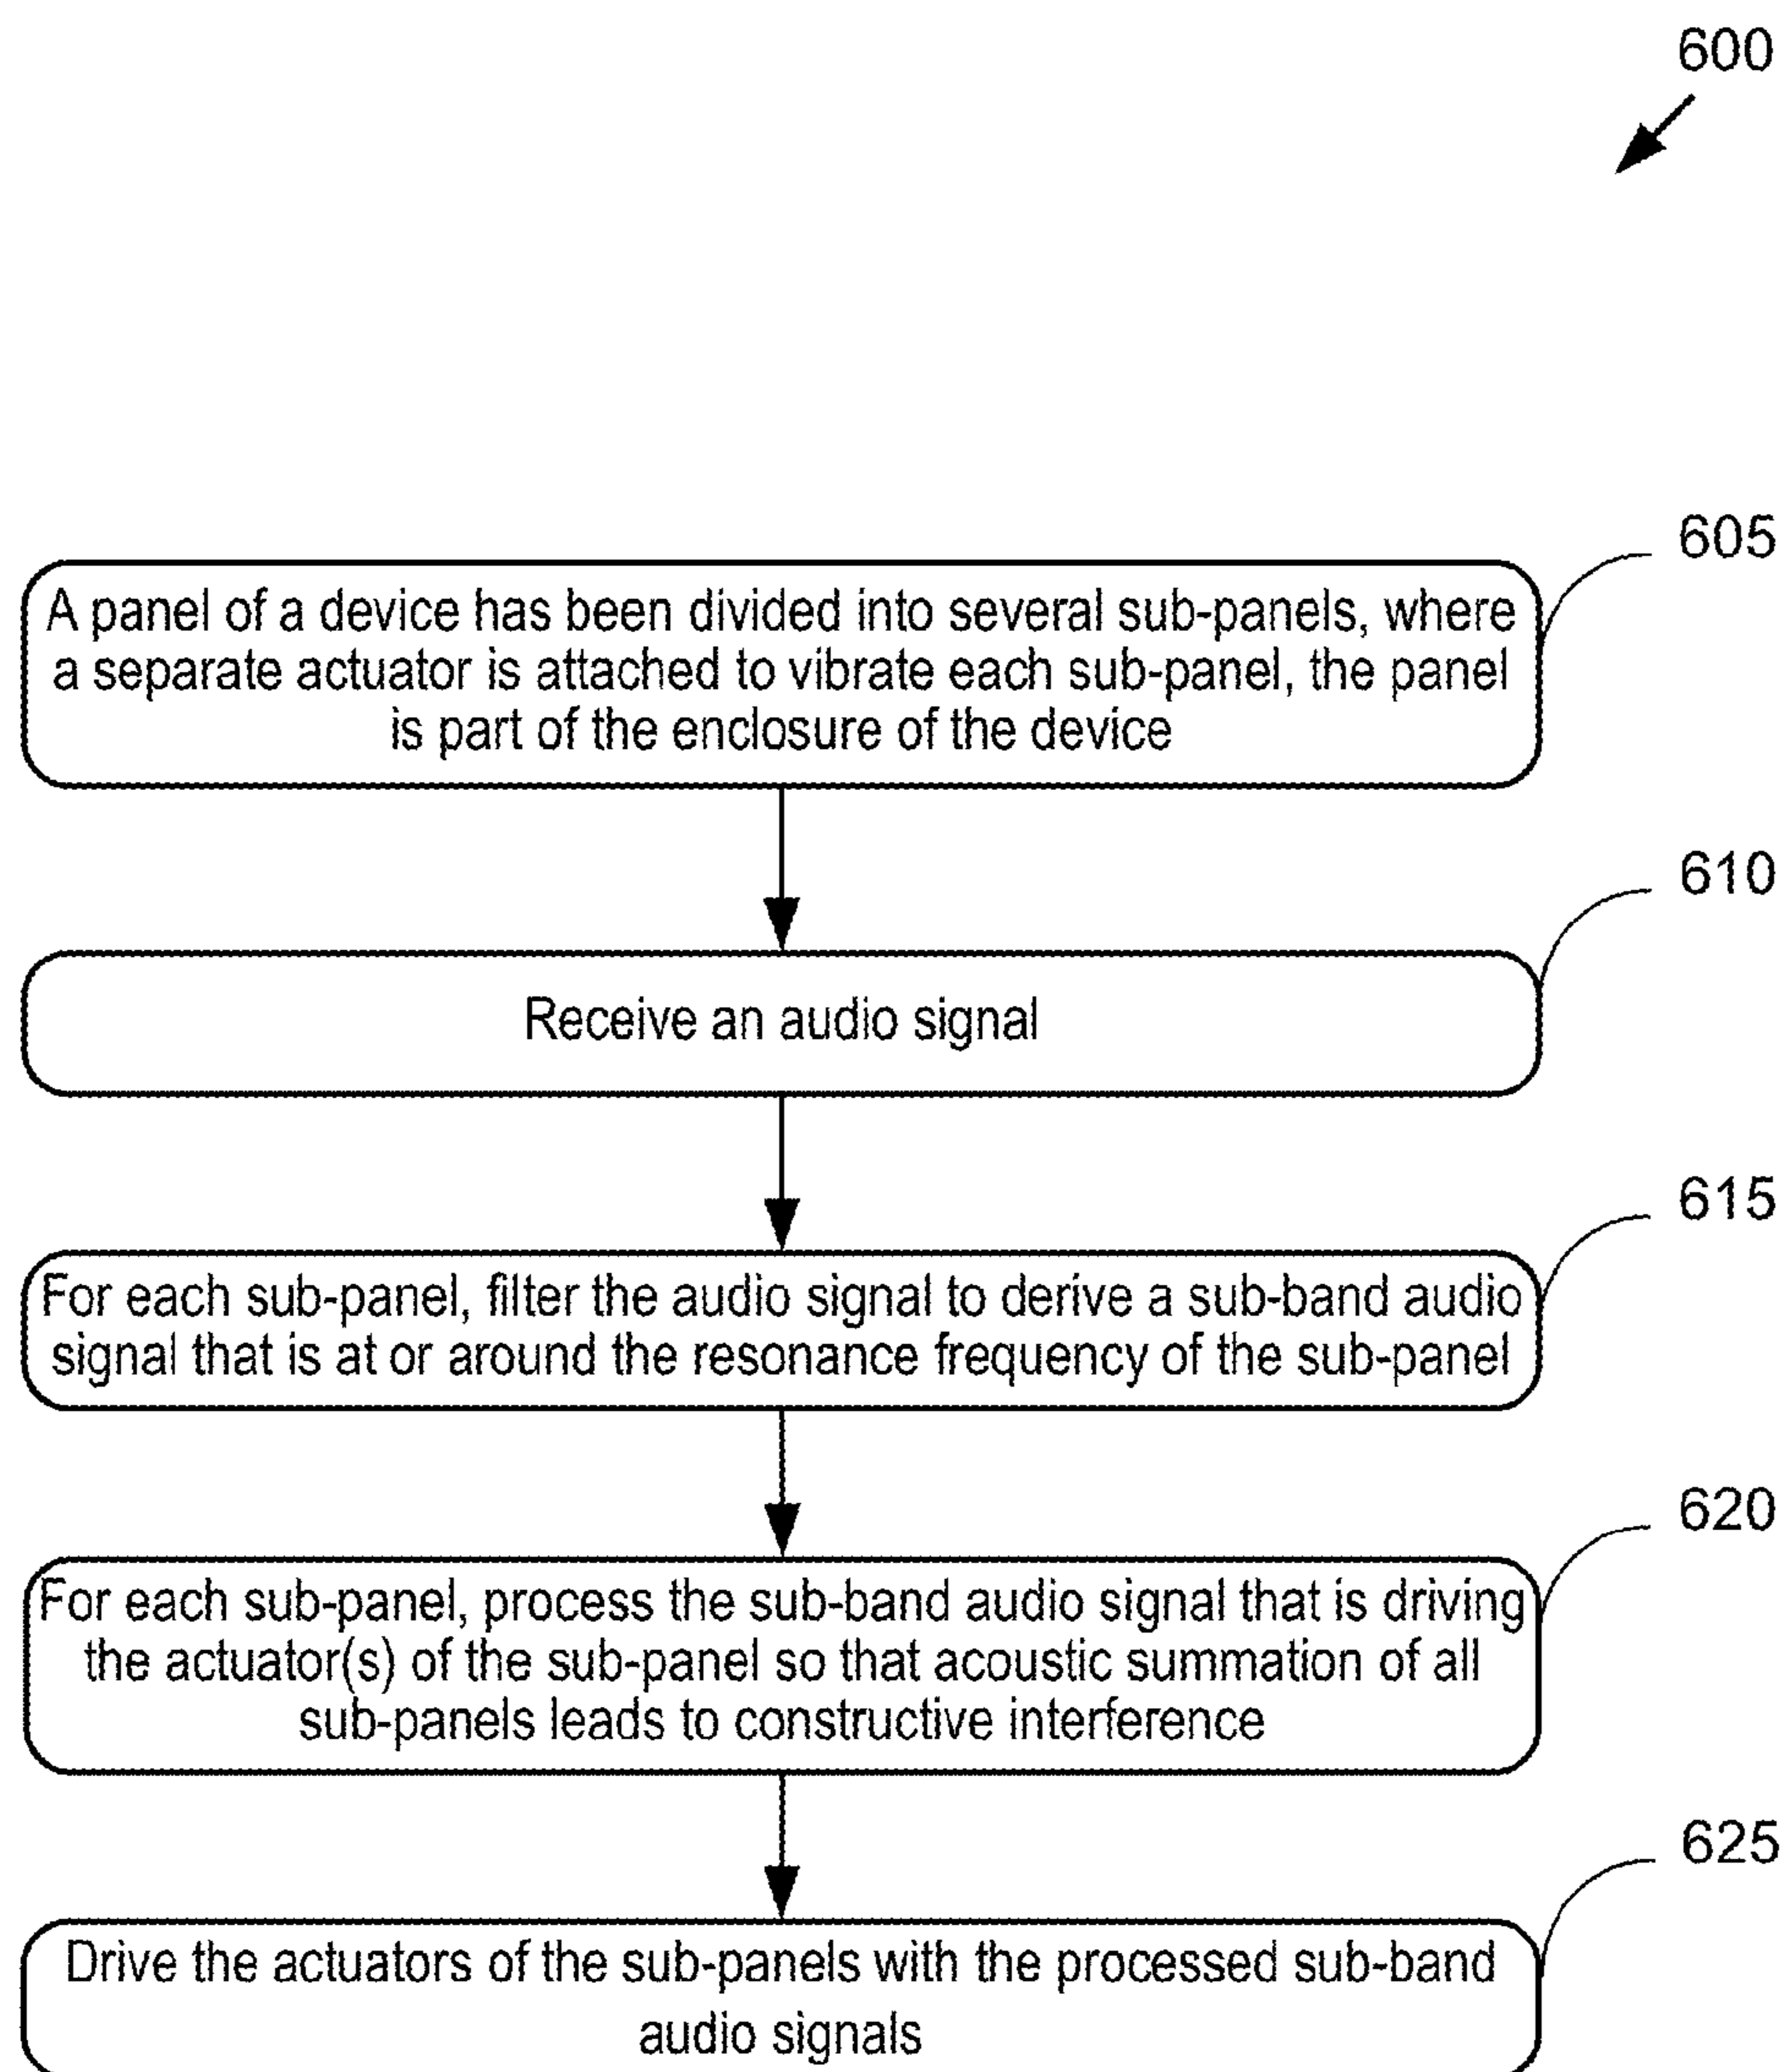 600
605
A panel of a device has been divided into several sub-panels, where
a separate actuator is attached to vibrate each sub-panel, the panel
is part of the enclosure of the device
610
Receive an audio signal
615
For each sub-panel, filter the audio signal to derive a sub-band audio
signal that is at or around the resonance frequency of the sub-panel
620
For each sub-panel, process the sub-band audio signal that is driving
the actuator(s) of the sub-panel so that acoustic summation of all
sub-panels leads to constructive interference
625
Drive the actuators of the sub-panels with the processed sub-band
audio signals